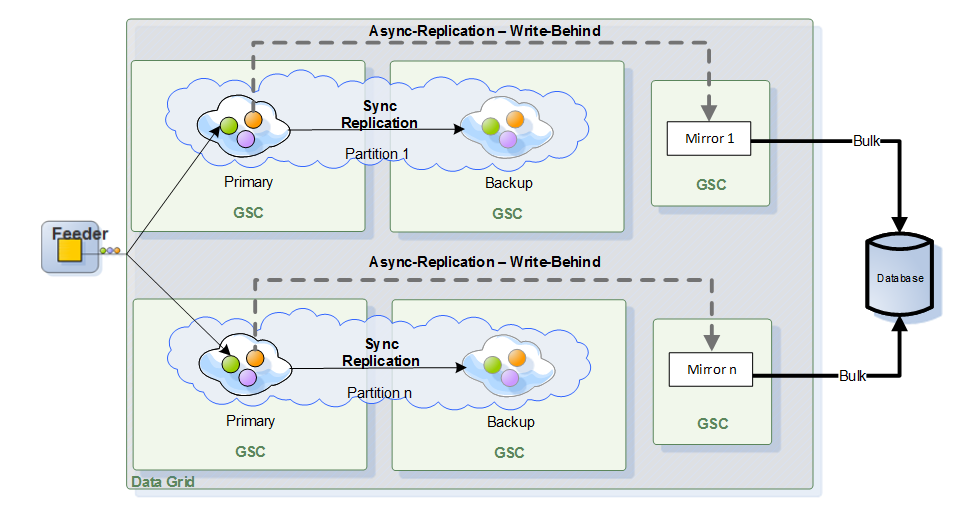 Async-Replication – Write-Behind
Sync
Replication
Partition 1
Primary
GSC
Backup
GSC
Mirror 1
GSC
Bulk
Feeder
Database
Async-Replication – Write-Behind
Sync
Replication
Partition n
Primary
GSC
Backup
GSC
Mirror n
GSC
Bulk
Data Grid